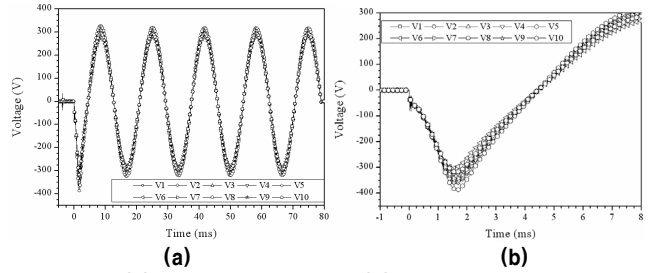 400
300
200
100
0
-100
-200
-300
-400
Voltage (V)
0 10 20 30 40 50 60 70 80
Time (ms)
V1 V2 V3 V4 V5
V6 V7 V8 V9 V10
(a)
300
200
100
0
-100
-200
-300
-400
Voltage (V)
-1 0 1 2 3 4 5 6 7 8
Time (ms)
V1 V2 V3 V4 V5
V6 V7 V8 V9 V10
(b)